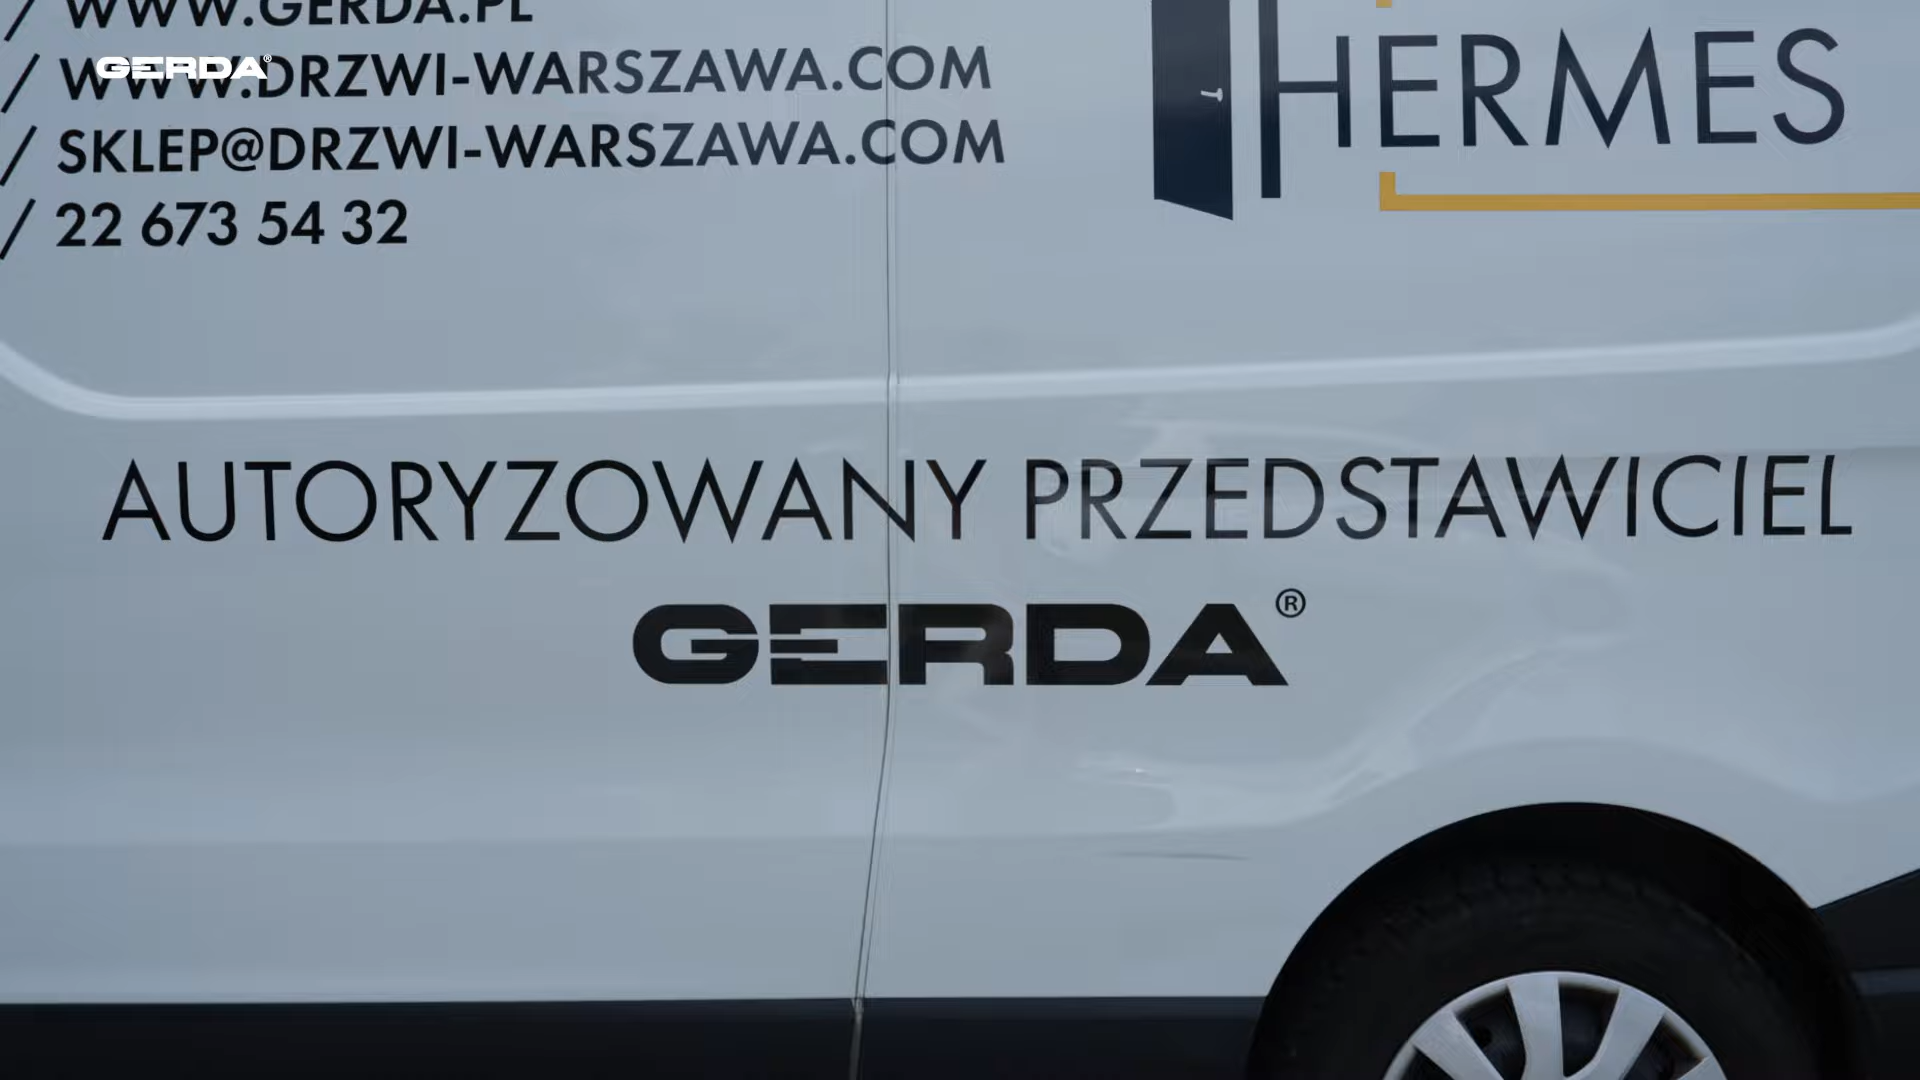 / WWW.GERDA.PL
/ WWW.DRZWI-WARSZAWA.COM
GERDA®
/ SKLEP@DRZWI-WARSZAWA.COM
/ 22 673 54 32
HERMES
AUTORYZOWANY PRZEDSTAWICIEL
GERDA®